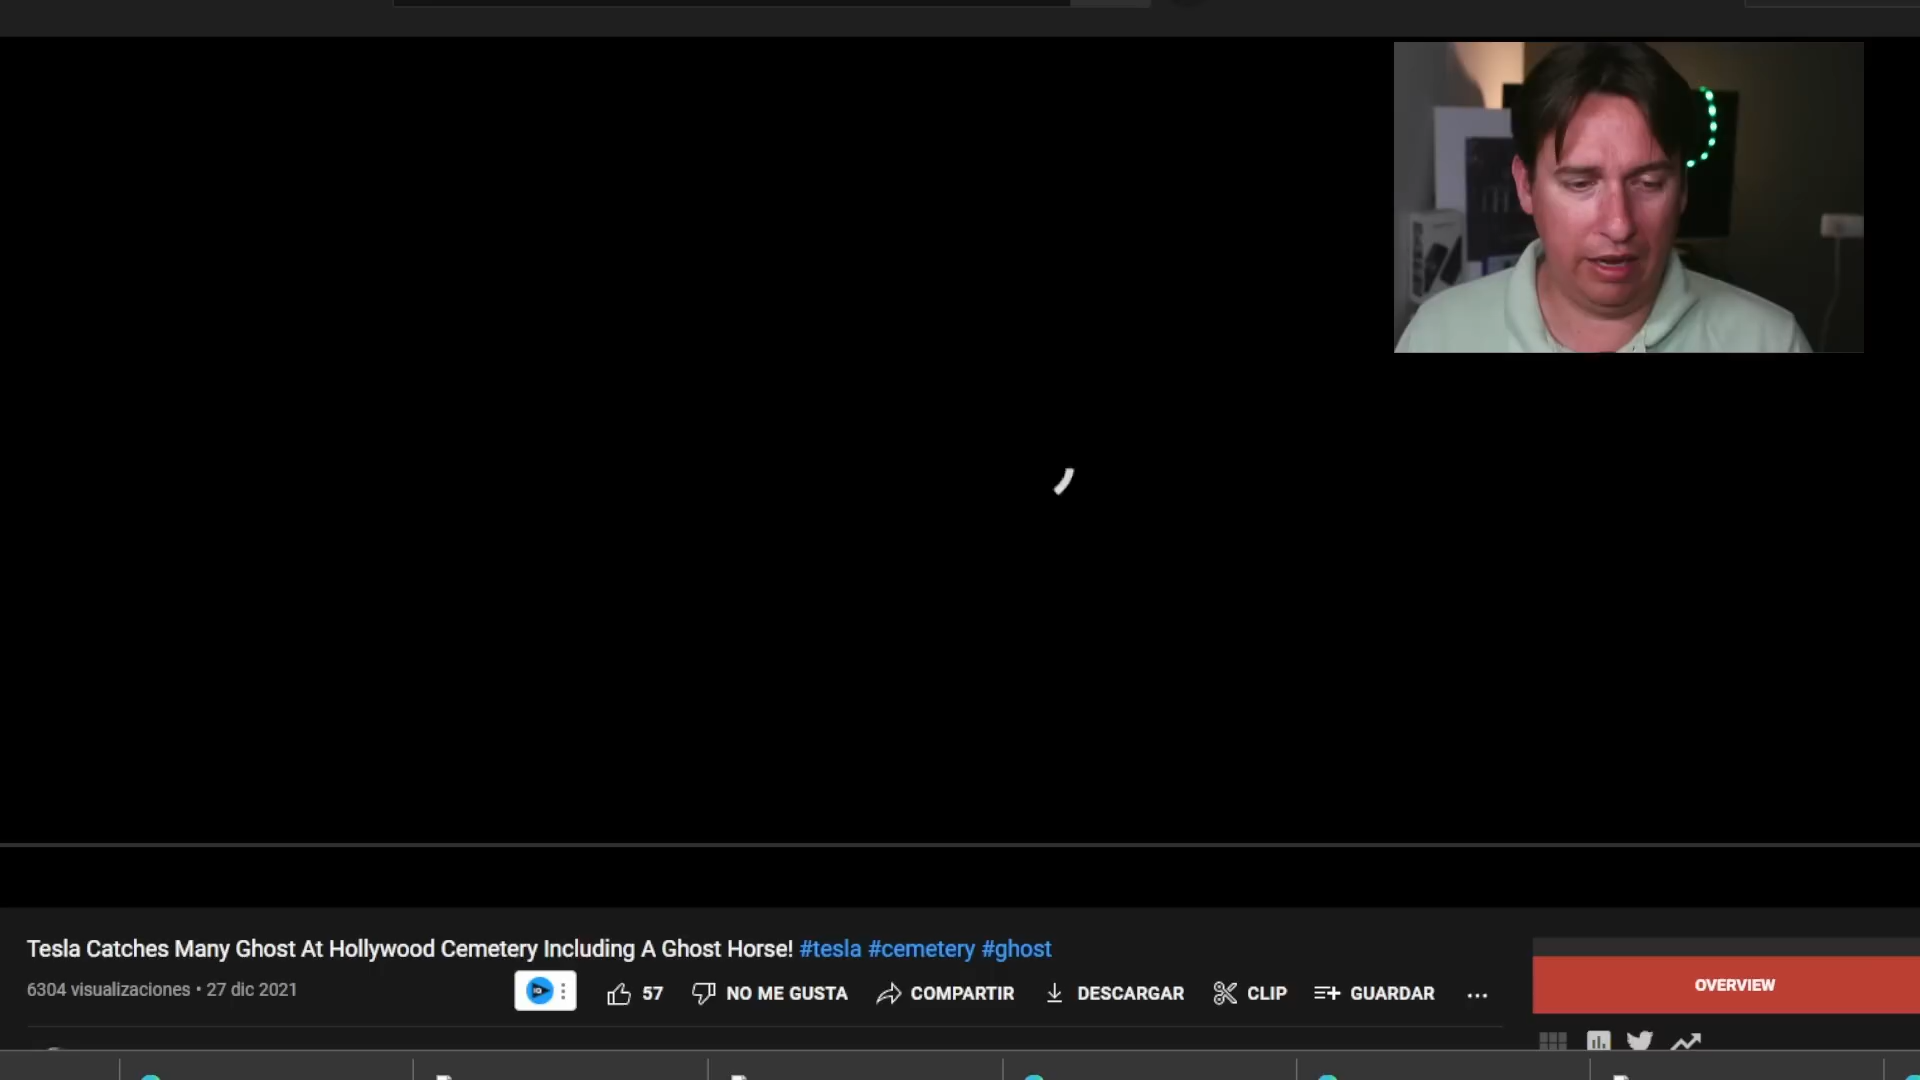 Tesla Catches Many Ghost At Hollywood Cemetery Including A Ghost Horse! #tesla #cemetery #ghost
6304 visualizaciones • 27 dic 2021
57 NO ME GUSTA COMPARTIR DESCARGAR CLIP GUARDAR ...
OVERVIEW